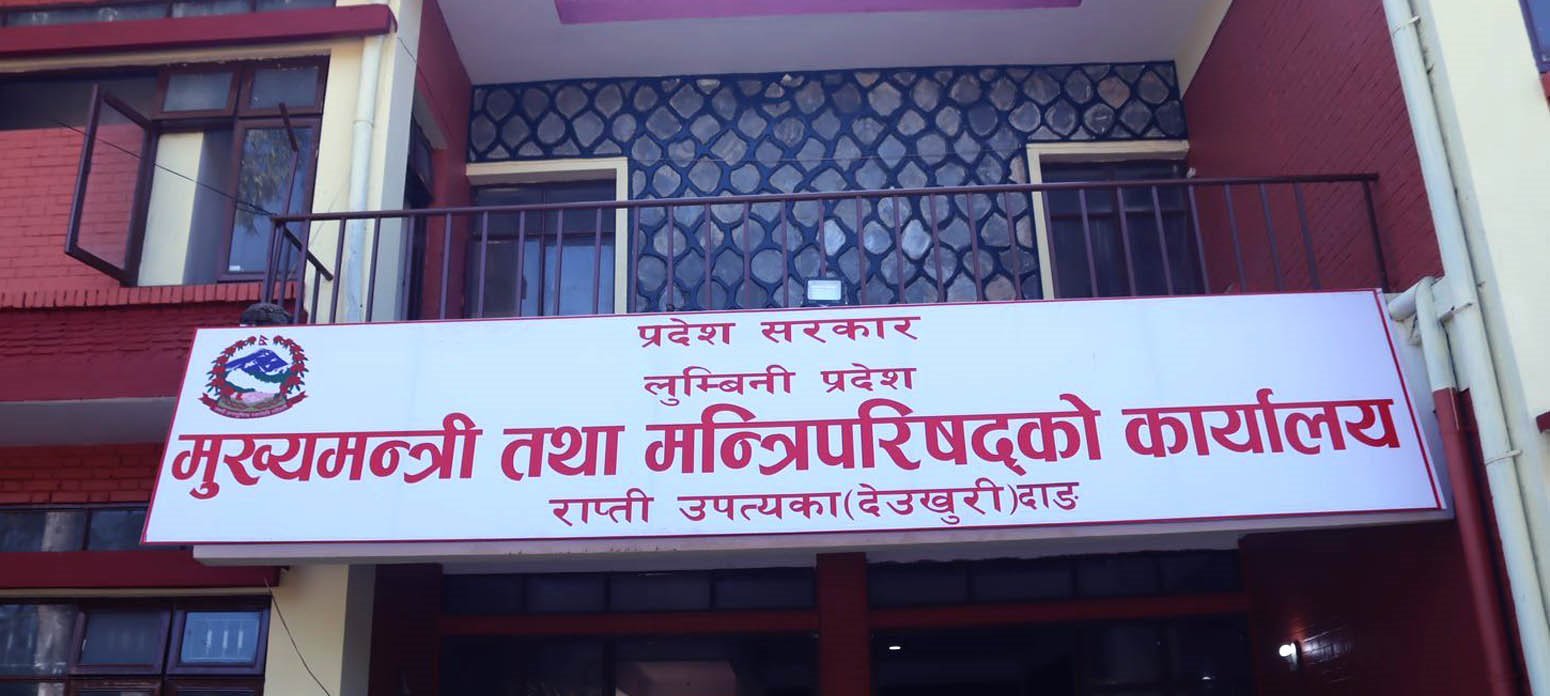 प्रदेश सरकार
लुम्बिनी प्रदेश
मुख्यमन्त्री तथा मन्त्रिपरिषद्को कार्यालय
राप्ती उपत्यका(देउखुरी)दाङ